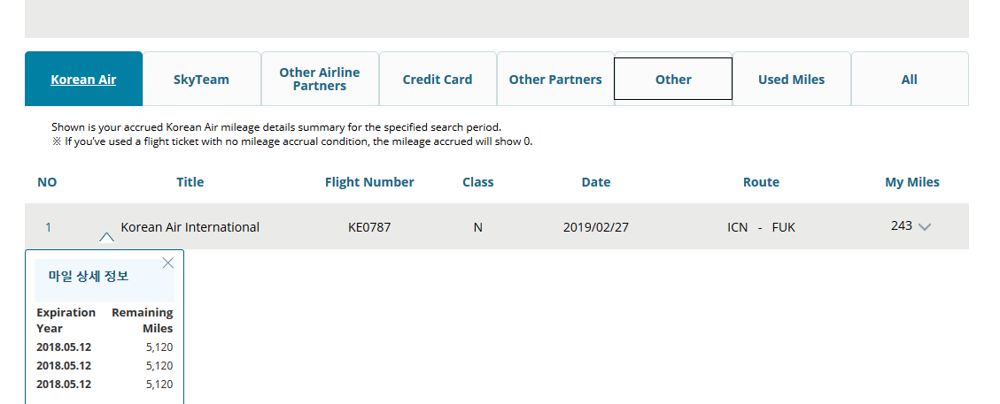 Korean Air SkyTeam Other Airline Partners Credit Card Other Partners Other Used Miles All
Shown is your accrued Korean Air mileage details summary for the specified search period.
※ If you’ve used a flight ticket with no mileage accrual condition, the mileage accrued will show 0.
NO Title Flight Number Class Date Route My Miles
1 Korean Air International KE0787 N 2019/02/27 ICN - FUK 243
마일 상세 정보
Expiration Year Remaining Miles
2018.05.12 5,120
2018.05.12 5,120
2018.05.12 5,120